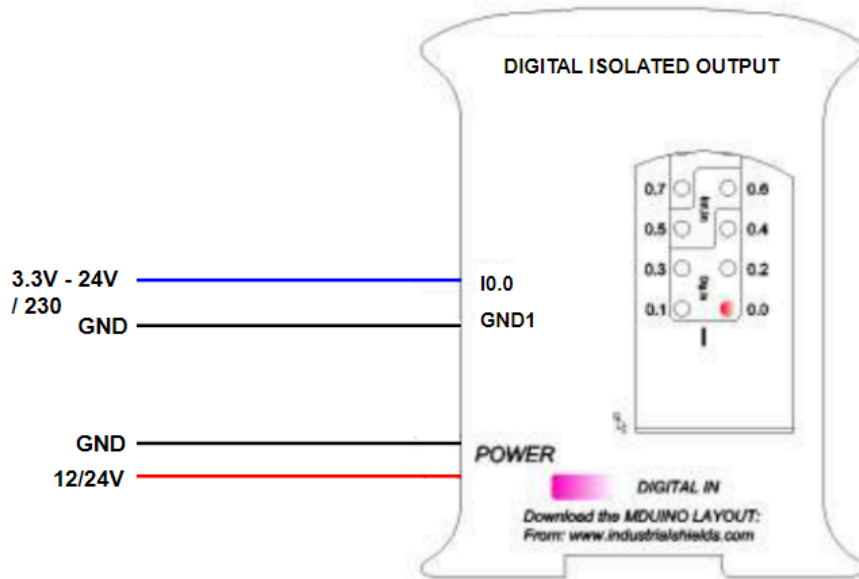 DIGITAL ISOLATED OUTPUT
0.7 0.6
0.5 0.4
0.3 0.2
0.1 0.0
3.3V - 24V
/ 230
I0.0
GND
GND1
GND
POWER
12/24V
DIGITAL IN
Download the MDUINO LAYOUT:
From: www.industrialshields.com